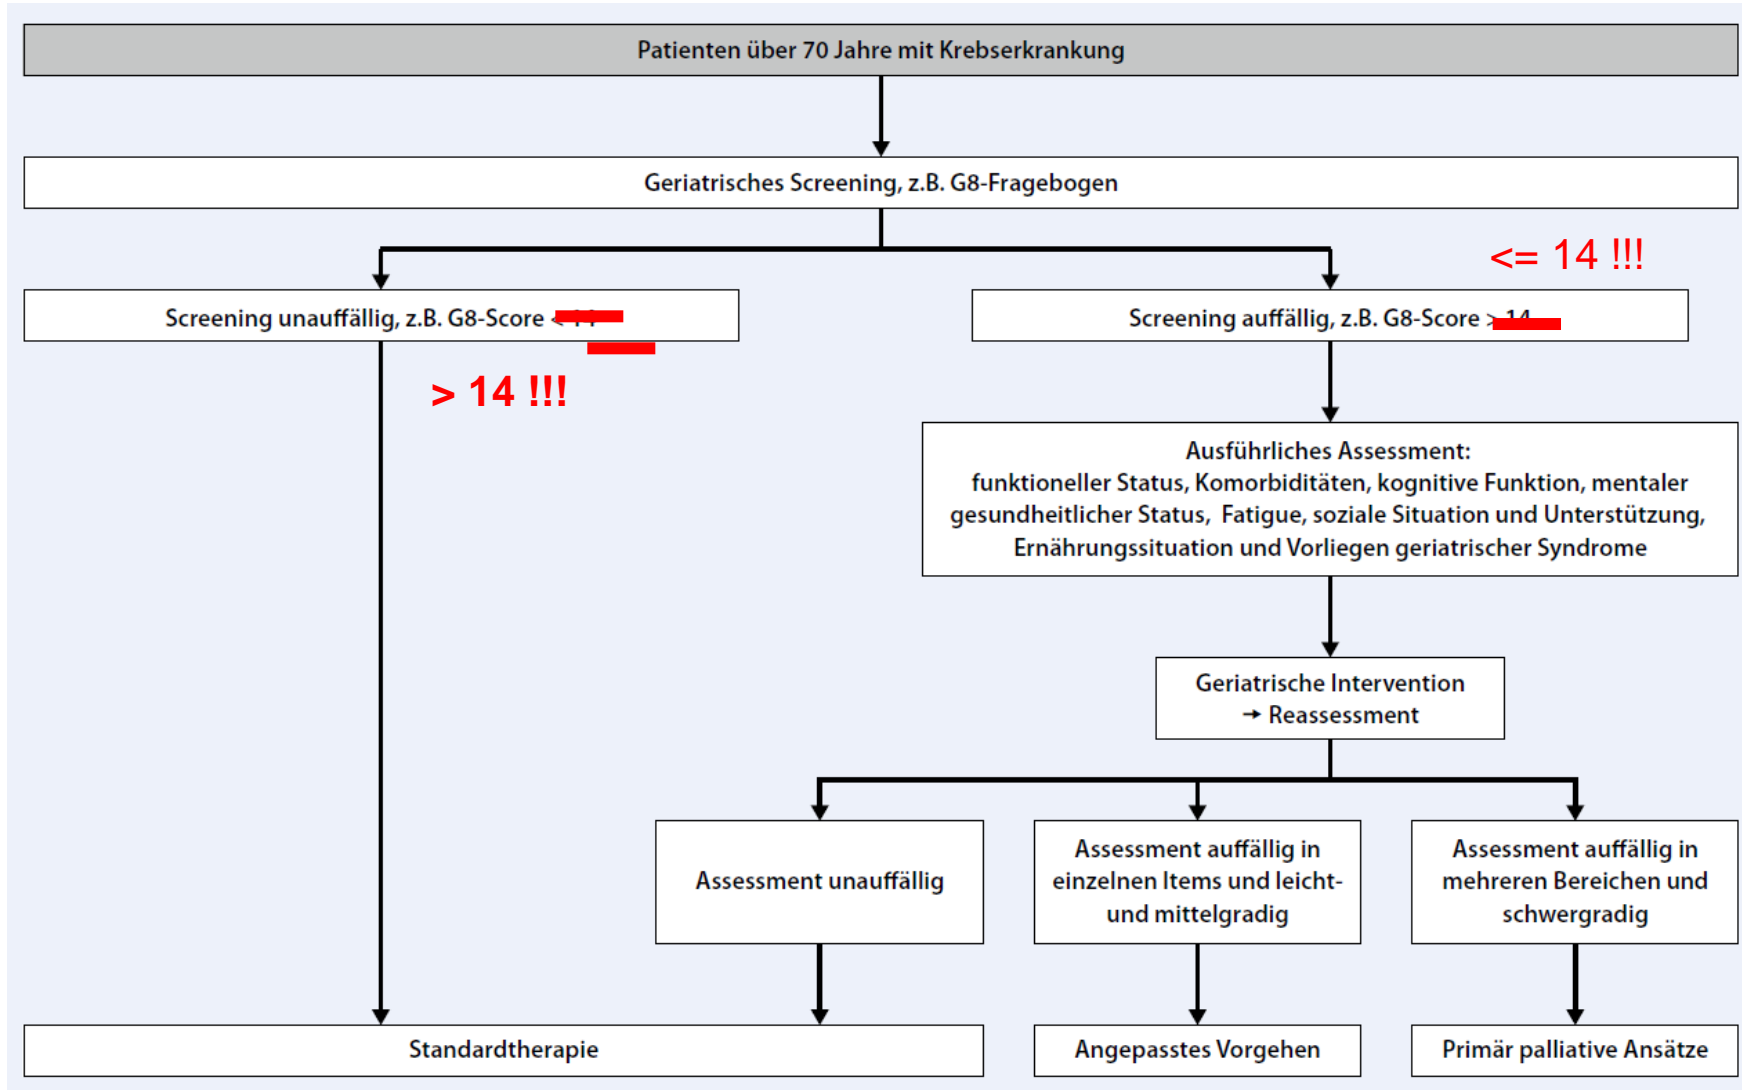 Patienten über 70 Jahre mit Krebserkrankung
Geriatrisches Screening, z.B. G8-Fragebogen
<= 14 !!!
Screening unauffällig, z.B. G8-Score < 14
Screening auffällig, z.B. G8-Score > 14
> 14 !!!
Ausführliches Assessment:
funktioneller Status, Komorbiditäten, kognitive Funktion, mentaler
gesundheitlicher Status, Fatigue, soziale Situation und Unterstützung,
Ernährungssituation und Vorliegen geriatrischer Syndrome
Geriatrische Intervention
→ Reassessment
Assessment unauffällig
Assessment auffällig in
einzelnen Items und leicht-
und mittelgradig
Assessment auffällig in
mehreren Bereichen und
schwergradig
Standardtherapie
Angepasstes Vorgehen
Primär palliative Ansätze